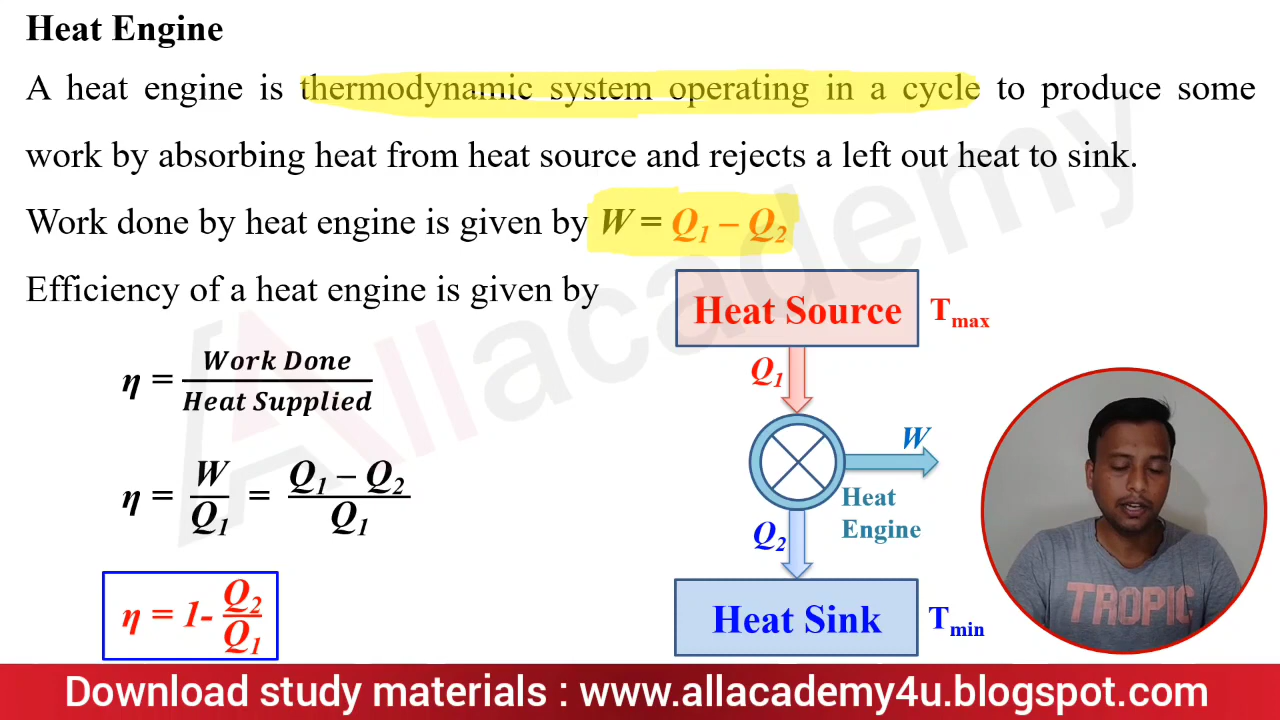 Heat Engine
A heat engine is thermodynamic system operating in a cycle to produce some
work by absorbing heat from heat source and rejects a left out heat to sink.
Work done by heat engine is given by W = Q₁ – Q₂
Efficiency of a heat engine is given by
η = Work Done / Heat Supplied
η = W / Q₁ = Q₁ – Q₂ / Q₁
η = 1- Q₂ / Q₁
Heat Source Tmax
Q₁
W
Heat
Engine
Q₂
Heat Sink Tmin
Allacademy
TROPIC
Download study materials : www.allacademy4u.blogspot.com